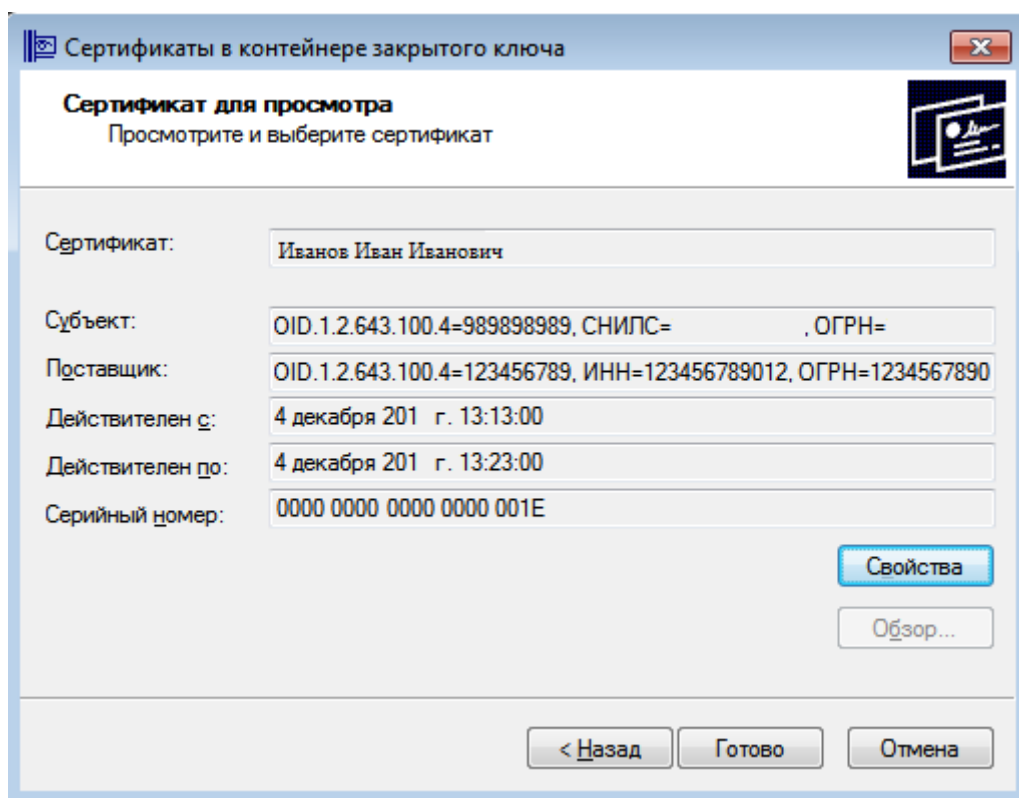 Сертификаты в контейнере закрытого ключа
Сертификат для просмотра
Просмотрите и выберите сертификат
Сертификат: Иванов Иван Иванович
Субъект: OID.1.2.643.100.4=989898989, СНИЛС= , ОГРН=
Поставщик: OID.1.2.643.100.4=123456789, ИНН=123456789012, ОГРН=1234567890
Действителен с: 4 декабря 201 г. 13:13:00
Действителен по: 4 декабря 201 г. 13:23:00
Серийный номер: 0000 0000 0000 0000 001E
Свойства
Обзор...
< Назад Готово Отмена